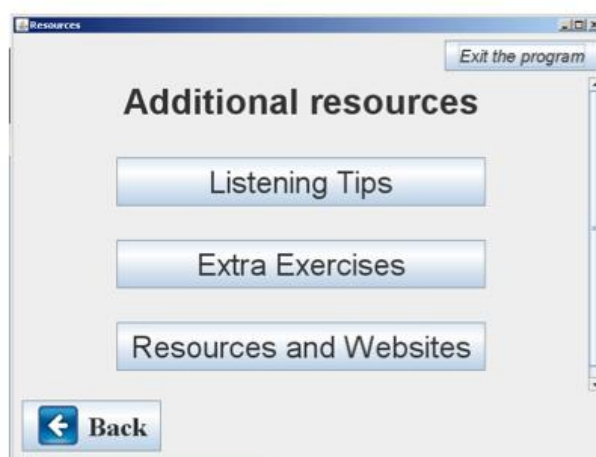 Resources
Exit the program
Additional resources
Listening Tips
Extra Exercises
Resources and Websites
Back